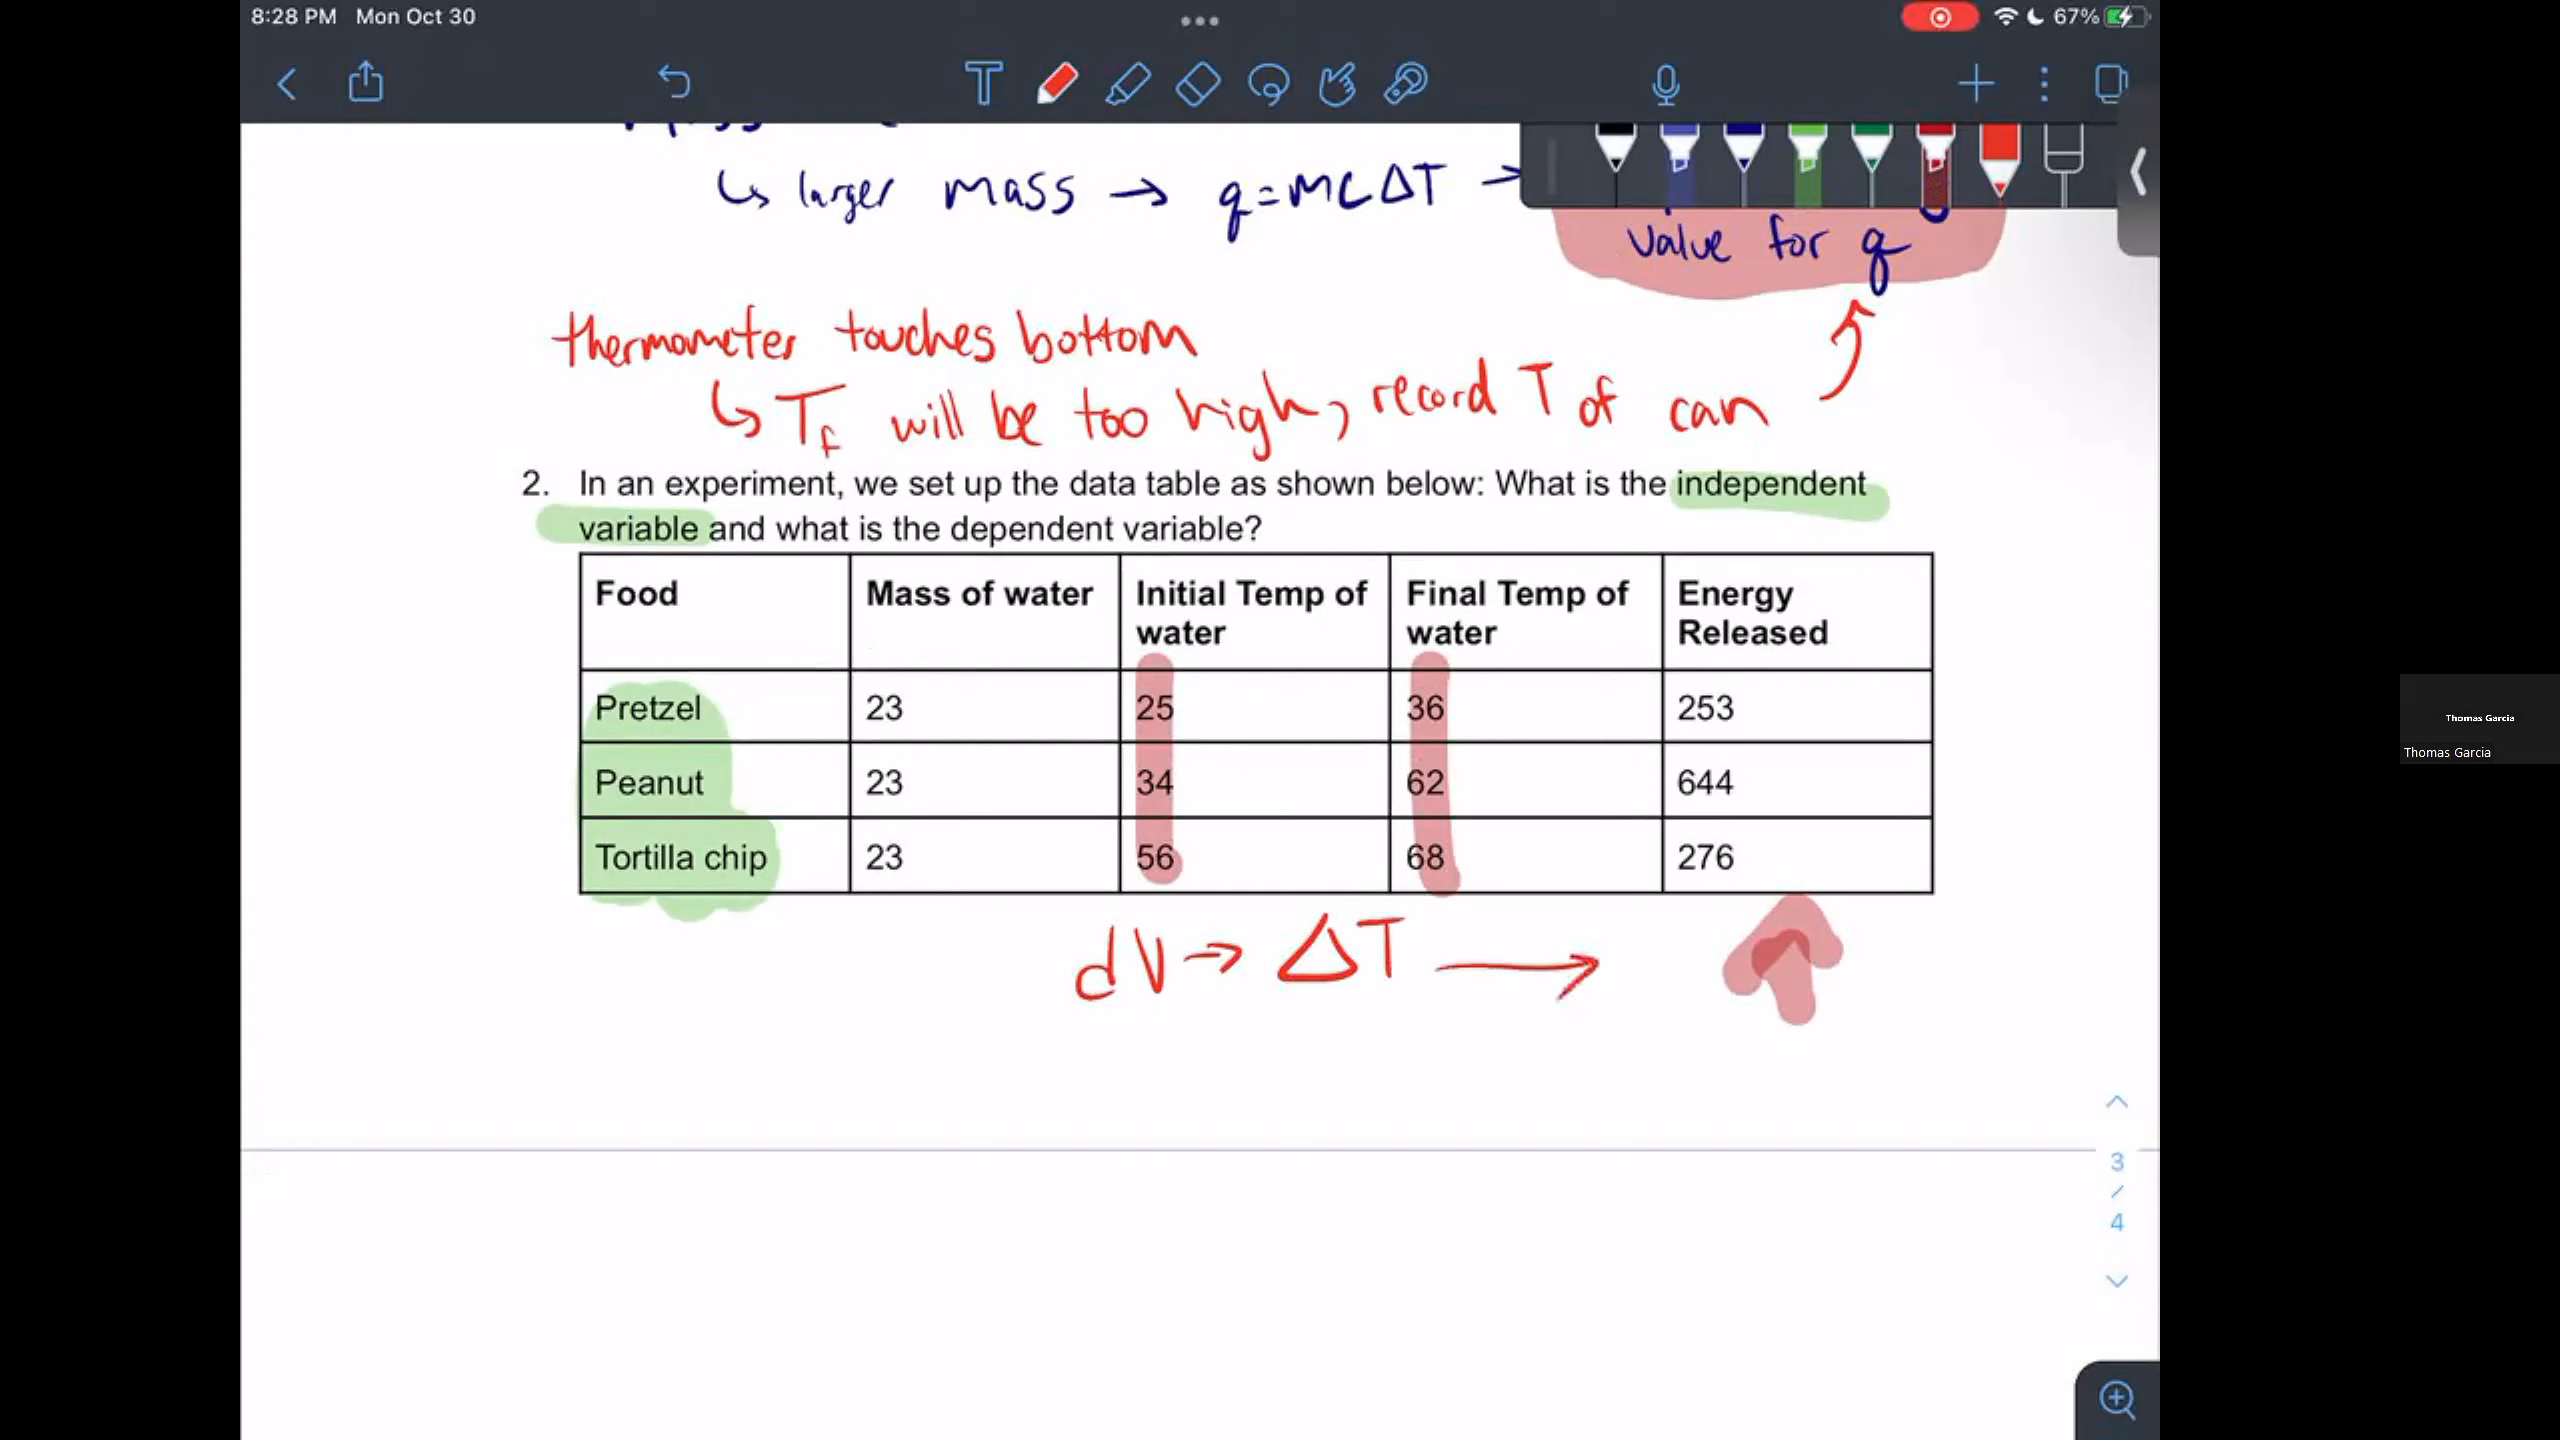 8:28 PM Mon Oct 30
67%
T
↳ larger mass → q=mCΔT →
value for q
thermometer touches bottom
↳ Tf will be too high, record T of can
2. In an experiment, we set up the data table as shown below: What is the independent
variable and what is the dependent variable?
Food Mass of water Initial Temp of water Final Temp of water Energy Released
Pretzel 23 25 36 253
Peanut 23 34 62 644
Tortilla chip 23 56 68 276
dV → ΔT →
3
/
4
Thomas Garcia
Thomas Garcia